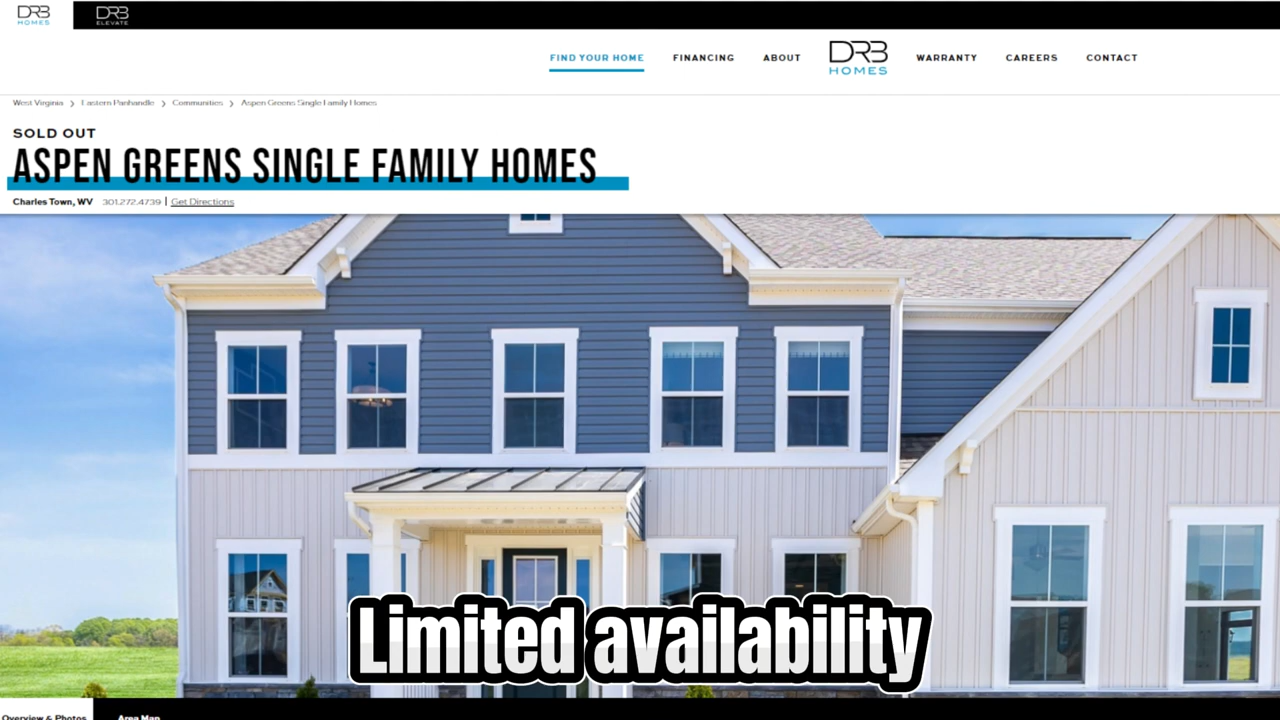 DRB
HOMES
DRB
ELEVATE
FIND YOUR HOME
FINANCING
ABOUT
DRB
HOMES
WARRANTY
CAREERS
CONTACT
West Virginia > Eastern Panhandle > Communities > Aspen Greens Single Family Homes
SOLD OUT
ASPEN GREENS SINGLE FAMILY HOMES
Charles Town, WV 301.272.4739 | Get Directions
Limited availability
Overview & Photos
Area Map